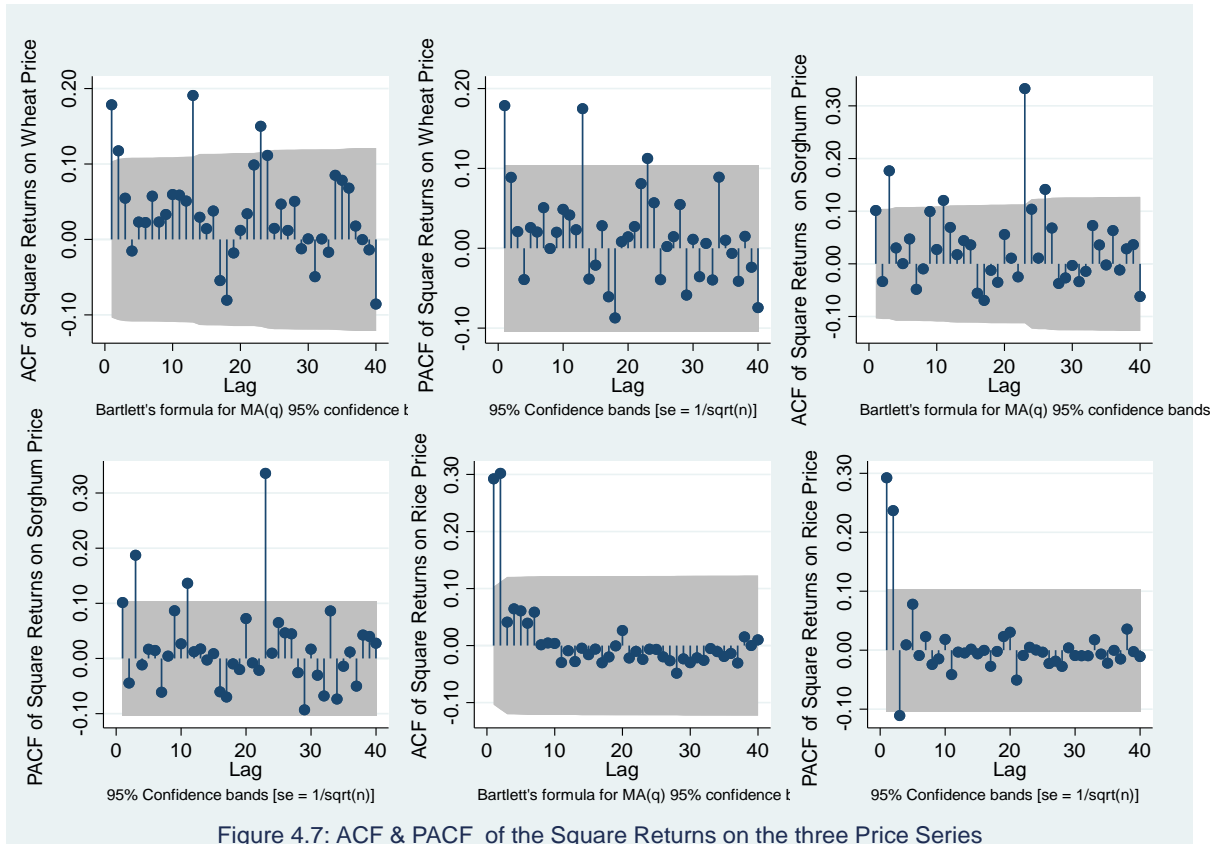 ACF of Square Returns on Wheat Price
0.20
0.10
0.00
-0.10
0 10 20 30 40
Lag
Bartlett's formula for MA(q) 95% confidence b
PACF of Square Returns on Wheat Price
0.20
0.10
0.00
-0.10
0 10 20 30 40
Lag
95% Confidence bands [se = 1/sqrt(n)]
ACF of Square Returns on Sorghum Price
0.30
0.20
0.10
0.00
-0.10
0 10 20 30 40
Lag
Bartlett's formula for MA(q) 95% confidence bands
PACF of Square Returns on Sorghum Price
0.30
0.20
0.10
0.00
-0.10
0 10 20 30 40
Lag
95% Confidence bands [se = 1/sqrt(n)]
ACF of Square Returns on Rice Price
0.30
0.20
0.10
0.00
-0.10
0 10 20 30 40
Lag
Bartlett's formula for MA(q) 95% confidence b
PACF of Square Returns on Rice Price
0.30
0.20
0.10
0.00
-0.10
0 10 20 30 40
Lag
95% Confidence bands [se = 1/sqrt(n)]
Figure 4.7: ACF & PACF of the Square Returns on the three Price Series